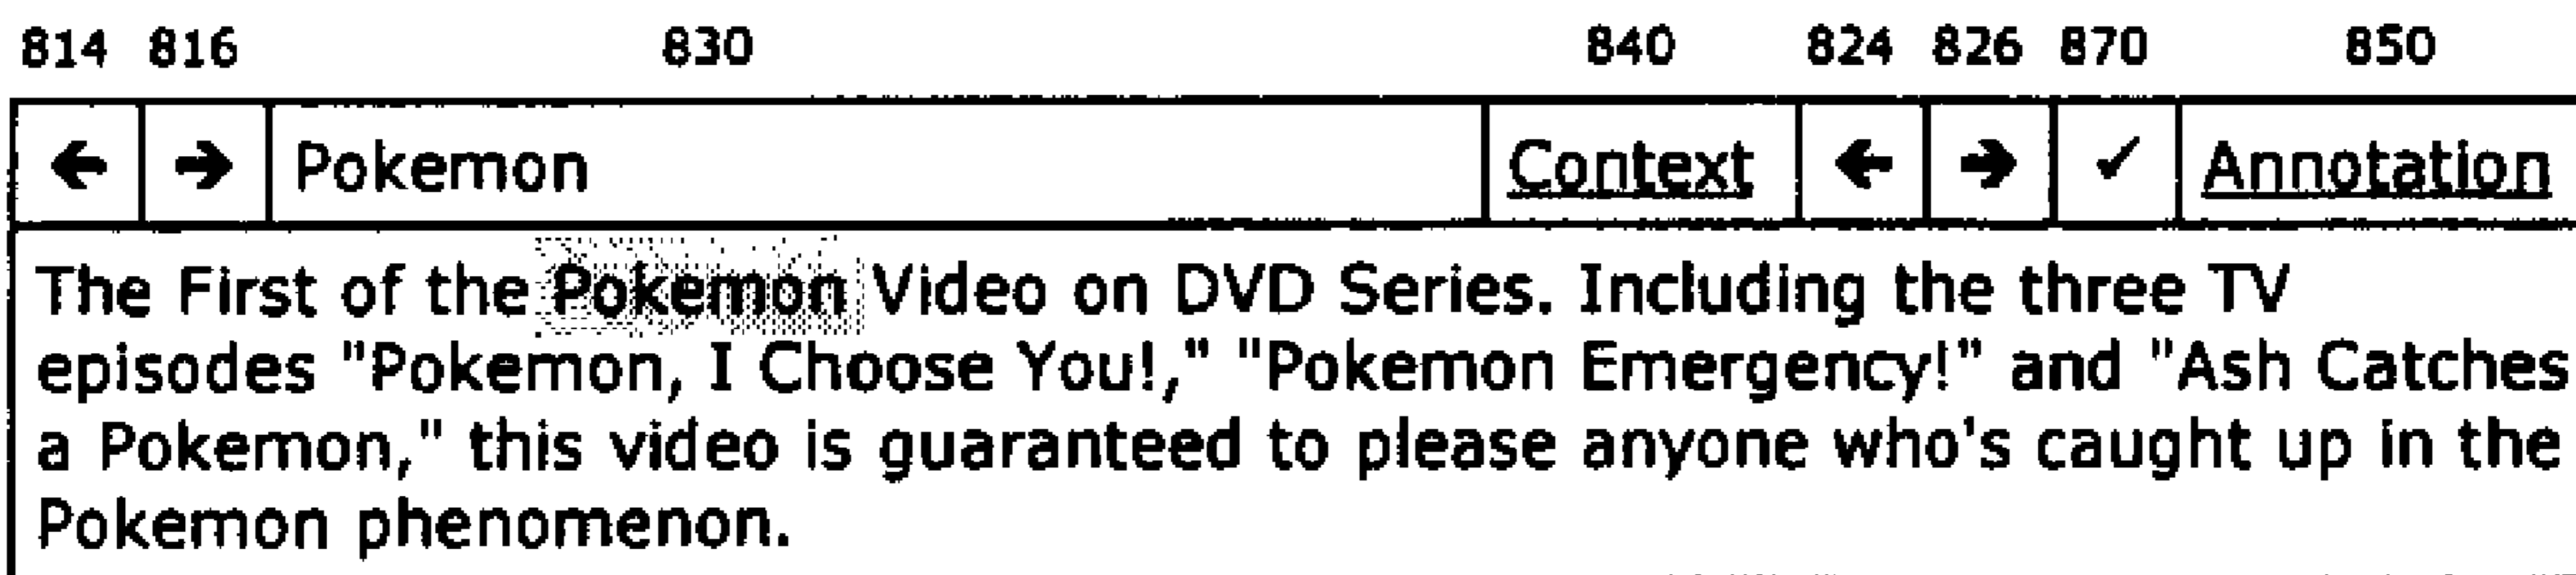 814 816 830 840 824 826 870 850
← → Pokemon Context ← → ✓ Annotation
The First of the Pokemon Video on DVD Series. Including the three TV
episodes "Pokemon, I Choose You!," "Pokemon Emergency!" and "Ash Catches
a Pokemon," this video is guaranteed to please anyone who's caught up in the
Pokemon phenomenon.